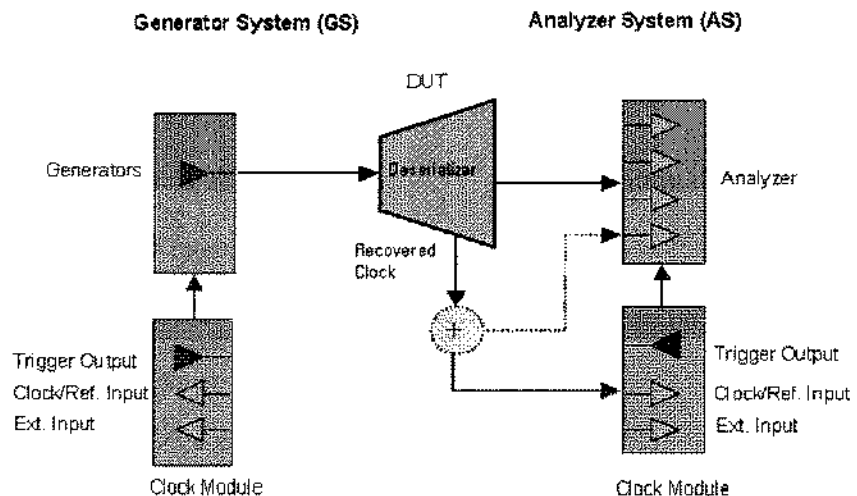 Generator System (GS)
Analyzer System (AS)
DUT
Generators
Deserializer
Analyzer
Recovered
Clock
Trigger Output
Clock/Ref. Input
Ext. Input
Clock Module
Trigger Output
Clock/Ref. Input
Ext. Input
Clock Module